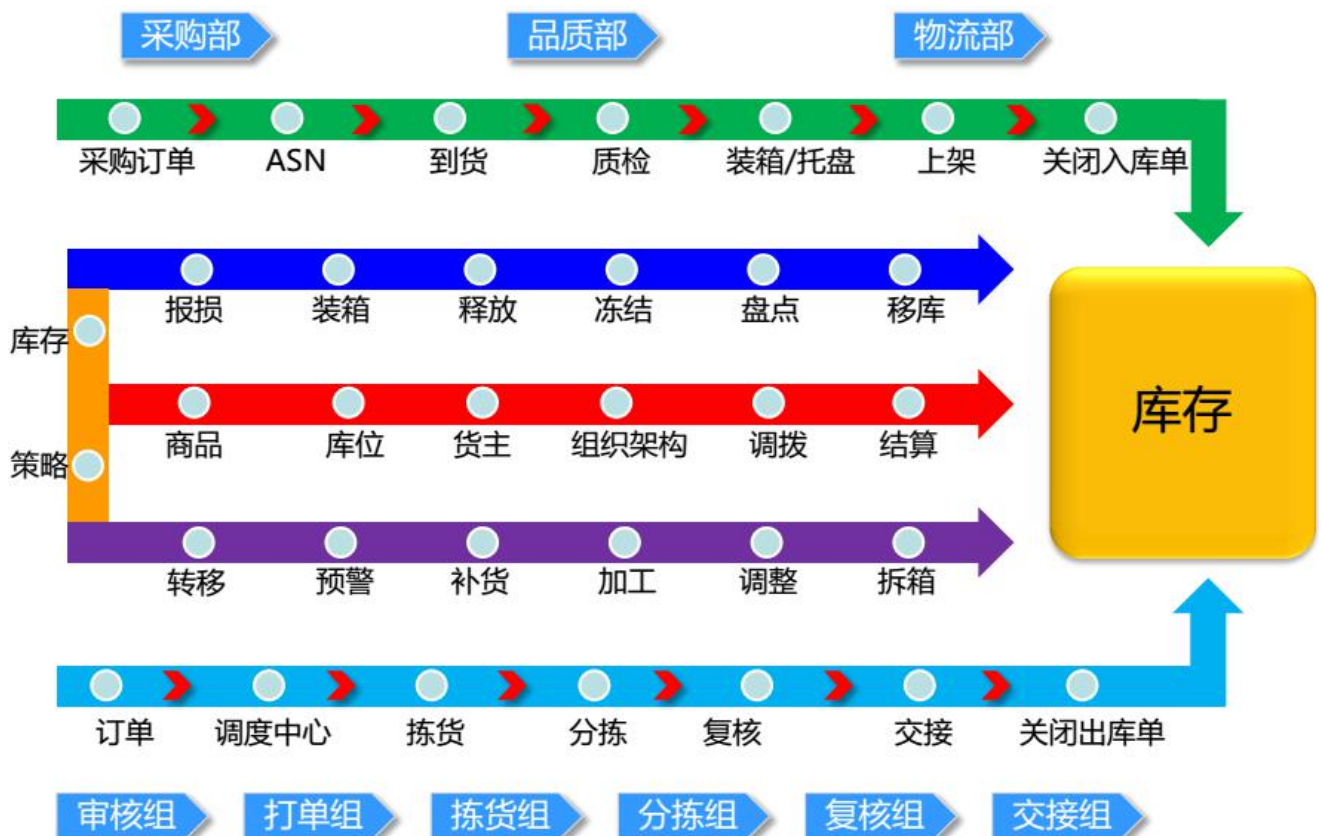 采购部 品质部 物流部
采购订单 ASN 到货 质检 装箱/托盘 上架 关闭入库单
报损 装箱 释放 冻结 盘点 移库
库存
商品 库位 货主 组织架构 调拨 结算
库存
策略
转移 预警 补货 加工 调整 拆箱
订单 调度中心 拣货 分拣 复核 交接 关闭出库单
审核组 打单组 拣货组 分拣组 复核组 交接组